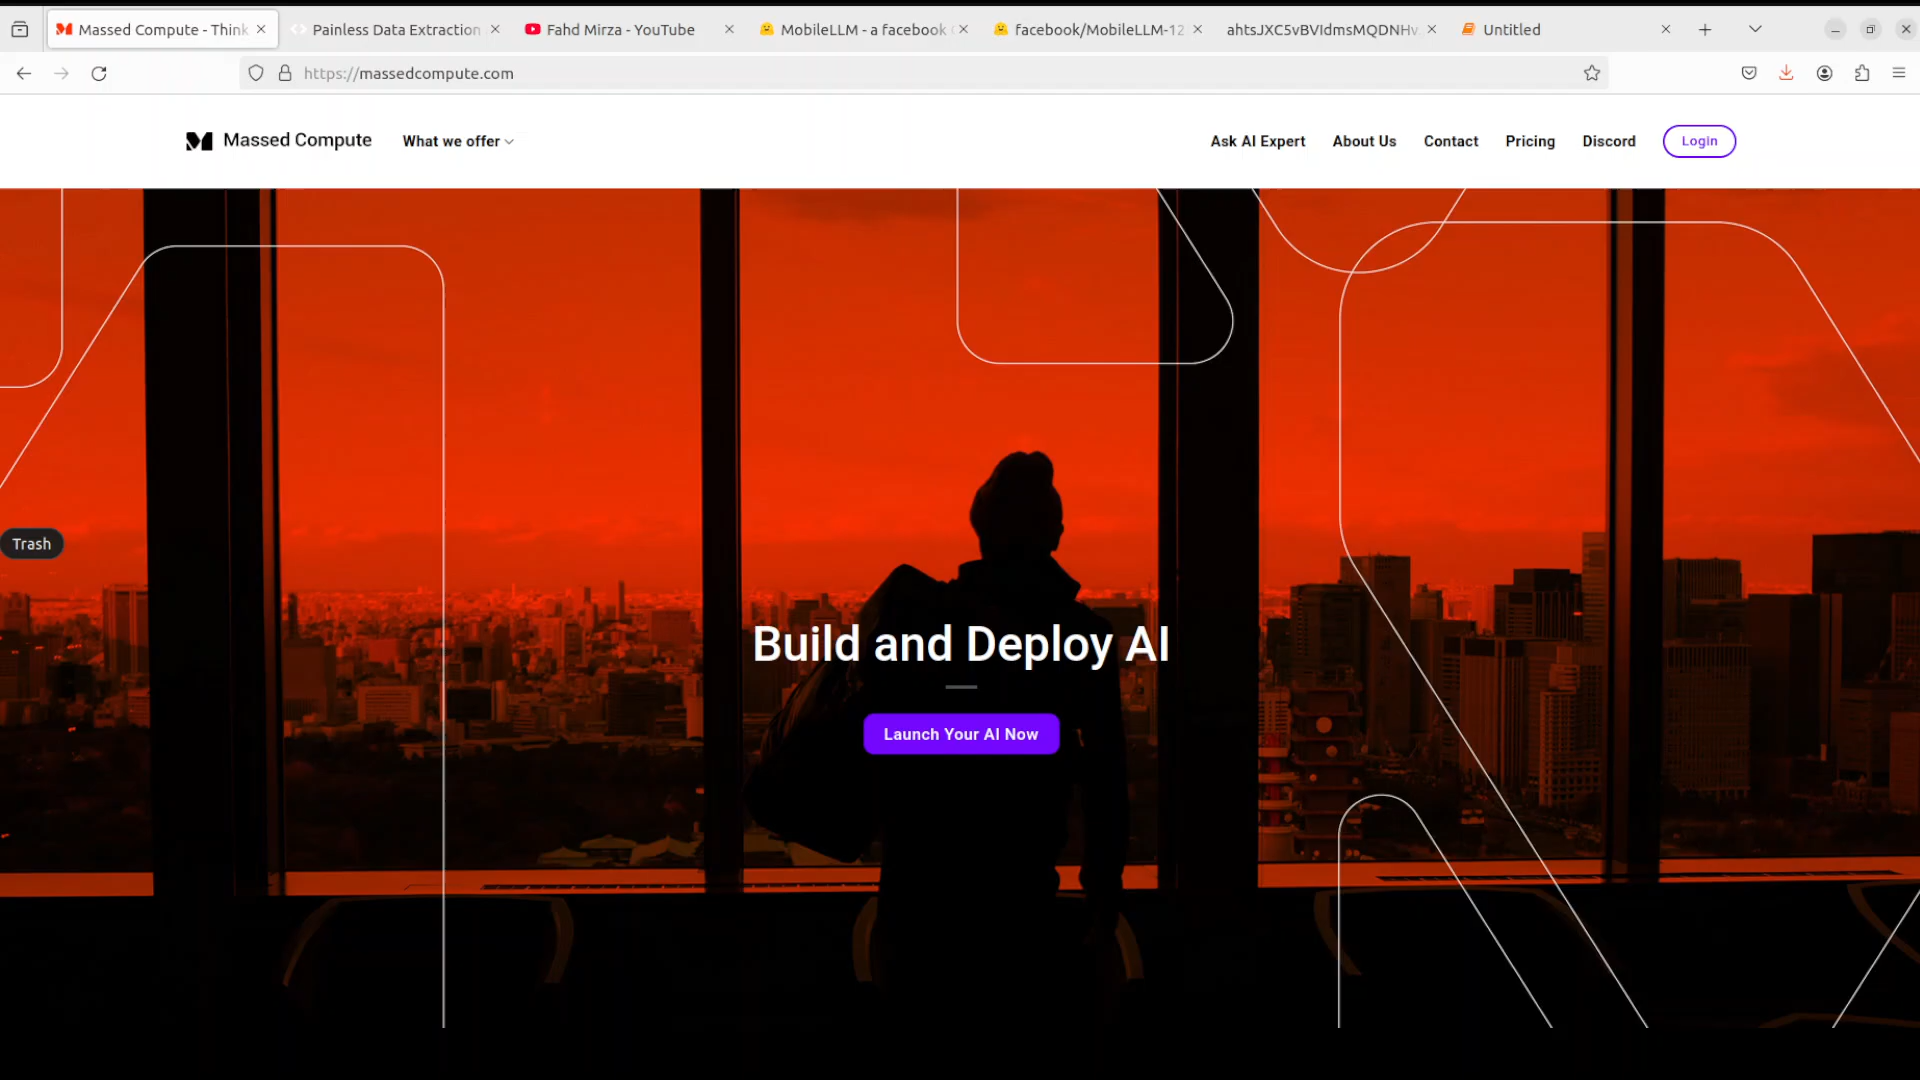 Massed Compute - Think
Painless Data Extraction
Fahd Mirza - YouTube
MobileLLM - a facebook
facebook/MobileLLM-12
ahtsJXC5vBVIdmsMQDNHv
Untitled
https://massedcompute.com
Massed Compute
What we offer
Ask AI Expert
About Us
Contact
Pricing
Discord
Login
Trash
Build and Deploy AI
Launch Your AI Now